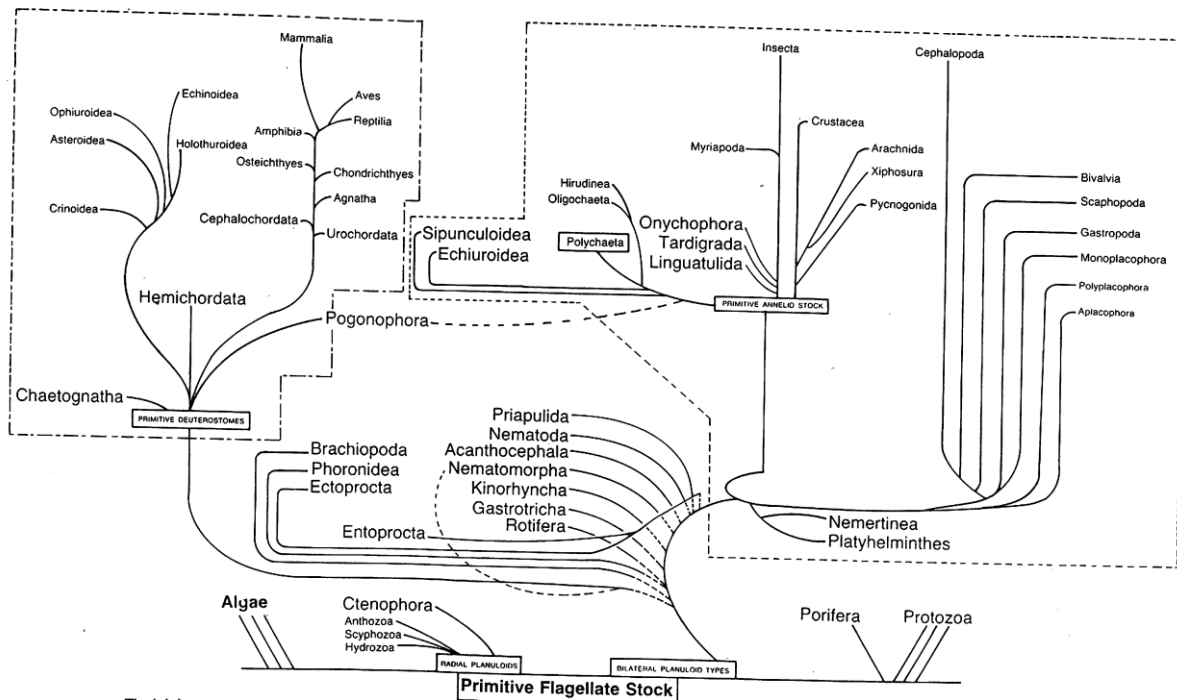 Mammalia
Insecta
Cephalopoda
Echinoidea
Aves
Ophiuroidea
Reptilia
Crustacea
Amphibia
Asteroidea
Holothuroidea
Myriapoda
Arachnida
Osteichthyes
Chondrichthyes
Xiphosura
Bivalvia
Hirudinea
Agnatha
Oligochaeta
Scaphopoda
Crinoidea
Pycnogonida
Cephalochordata
Onychophora
Urochordata
Sipunculoidea
Gastropoda
Polychaeta
Tardigrada
Echiuroidea
Monoplacophora
Linguatulida
Polyplacophora
Hemichordata
PRIMITIVE ANNELID STOCK
Aplacophora
Pogonophora
Chaetognatha
PRIMITIVE DEUTEROSTOMES
Priapulida
Nematoda
Brachiopoda
Acanthocephala
Phoronidea
Nematomorpha
Ectoprocta
Kinorhyncha
Gastrotricha
Rotifera
Nemertinea
Entoprocta
Platyhelminthes
Algae
Ctenophora
Porifera
Protozoa
Anthozoa
Scyphozoa
Hydrozoa
RADIAL PLANULOIDS
BILATERAL PLANULOID TYPES
Primitive Flagellate Stock